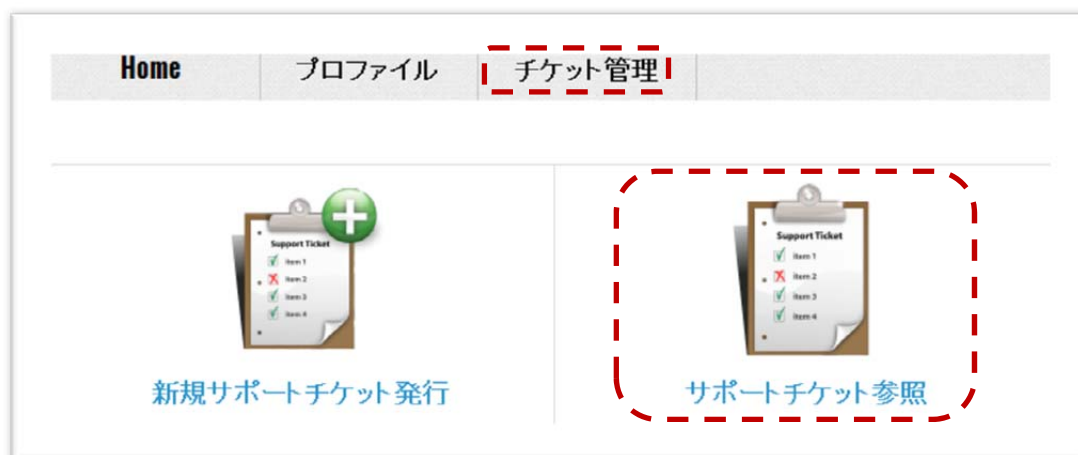 Home
プロファイル
チケット管理
Support Ticket
Item 1
Item 2
Item 3
Item 4
新規サポートチケット発行
Support Ticket
Item 1
Item 2
Item 3
Item 4
サポートチケット参照